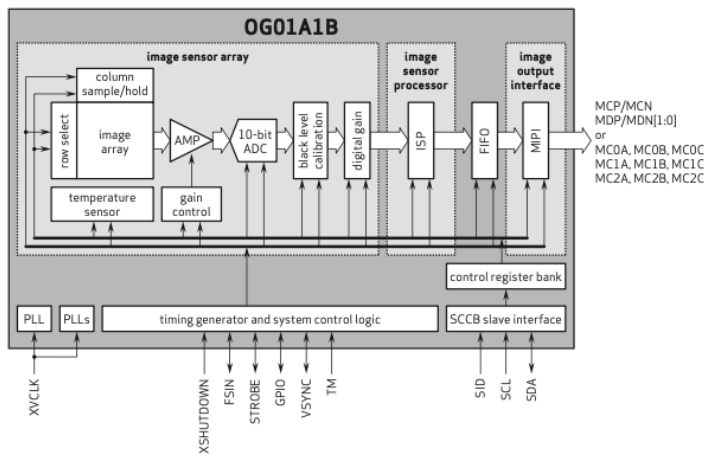 OG01A1B
image sensor array
image
sensor
processor
image
output
interface
column
sample/hold
row select
image
array
AMP
10-bit
ADC
black level
calibration
digital gain
ISP
FIFO
MIPI
MCP/MCN
MDP/MDN[1:0]
or
MC0A, MC0B, MC0C
MC1A, MC1B, MC1C
MC2A, MC2B, MC2C
temperature
sensor
gain
control
control register bank
PLL
PLLs
timing generator and system control logic
SCCB slave interface
XVCLK
XSHUTDOWN
FSIN
STROBE
GPIO
VSYNC
TM
SID
SCL
SDA